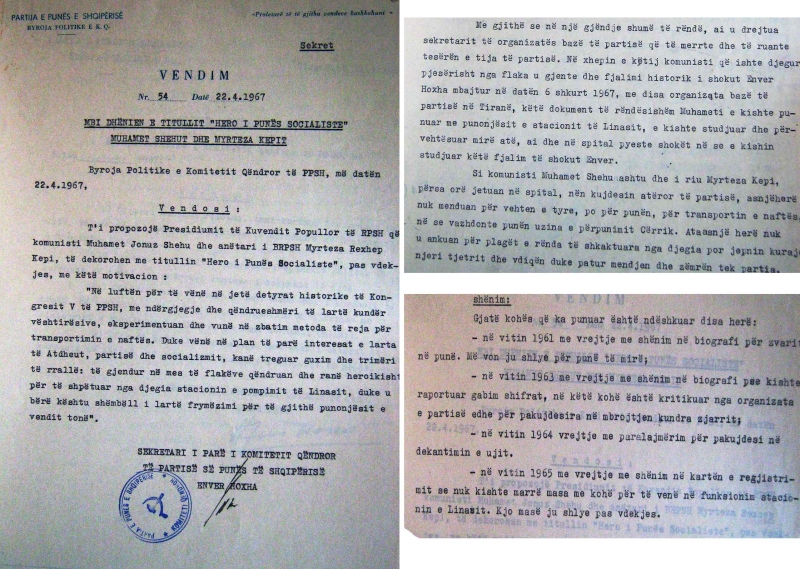 PARTIJA E PUNËS E SHQIPËRISË
BYROJA POLITIKE E K.Q.
«Proletarë të të gjitha vendeve bashkohuni
Sekret
VENDIM
Nr. 54 Datë 22.4.1967
MBI DHËNIEN E TITULLIT "HERO I PUNËS SOCIALISTE"
MUHAMET SHEHUT DHE MYRTEZA KEPIT
Byroja Politike e Komitetit Qëndror të PPSH, më datën
22.4.1967,
Vendosi :
T'i propozojë Presidiumit të Kuvendit Popullor të RPSH që
komunisti Muhamet Jonuz Shehu dhe anëtari i BRPSH Myrteza Rexhep
Kepi, të dekorohen me titullin "Hero i Punës Socialiste", pas vdek-
jes, me këtë motivacion :
"Në luftën për të vënë në jetë detyrat historike të Kon-
gresit V të PPSH, me ndërgjegje dhe qëndrueshmëri të lartë kundër
vështirësive, eksperimentuan dhe vunë në zbatim metoda të reja për
transportimin e naftës. Duke vënë në plan të parë interesat e larta
të Atdheut, partisë dhe socializmit, kanë treguar guxim dhe trimëri
të rrallë: të gjendur në mes të flakëve qëndruan dhe ranë heroikisht
për të shpëtuar nga djegia stacionin e pompimit të Linasit, duke u
bërë kështu shëmbëll i lartë frymëzimi për të gjithë punonjësit e
vendit tonë".
SEKRETARI I PARË I KOMITETIT QËNDROR
TË PARTISË SË PUNËS TË SHQIPËRISË
ENVER HOXHA
PARTIA E PUNËS E SHQIPËRISË
KOMITETI QENDROR
Me gjithë se në një gjëndje shumë të rëndë, ai u drejtua
sekretarit të organizatës bazë të partisë që të merrte dhe të ruante
tesërën e tija të partisë. Në xhepin e këtij komunisti që ishte djegur
pjesërisht nga flaka u gjente dhe fjalimi historik i shokut Enver
Hoxha mbajtur në datën 6 shkurt 1967, me disa organizata bazë të
partisë në Tiranë, këtë dokument të rëndësishëm Muhameti e kishte pu-
nuar me punonjësit e stacionit të Linasit, e kishte studjuar dhe për-
vehtësuar mirë atë, ai dhe në spital pyeste shokët në se e kishin
studjuar këtë fjalim të shokut Enver.
Si komunisti Muhamet Shehu ashtu dhe i riu Myrteza Kepi,
përsa orë jetuan në spital, nën kujdesin atëror të partisë, asnjëherë
nuk menduan për vehten e tyre, po për punën, për transportin e naftës,
në se vazhdonte punën uzina e përpunimit Cërrik. Ataasnjë herë nuk
u ankuan për plagët e rënda të shkaktuara nga djegia por jepnin kurajo
njeri tjetrit dhe vdiqën duke patur mendjen dhe zëmrën tek partia.
shënim:
Gjatë kohës që ka punuar është ndëshkuar disa herë:
- në vitin 1961 me vrejtje me shënim në biografi për zvarit
në punë. Më von ju shlye për punë të mirë;
- në vitin 1963 me vrejtje me shënim në biografi pse kishte
raportuar gabim shifrat, në këtë kohë është kritikuar nga organizata
e partisë edhe për pakujdesira në mbrojtjen kundra zjarrit;
- në vitin 1964 vrejtje me paralajmërim për pakujdesi në
dekantimin e ujit.
- në vitin 1965 me vrejtje me shënim në kartën e regjistri-
mit se nuk kishte marrë masa me kohë për të venë në funksionim stacio-
nin e Linasit. Kjo masë ju shlye pas vdekjes.